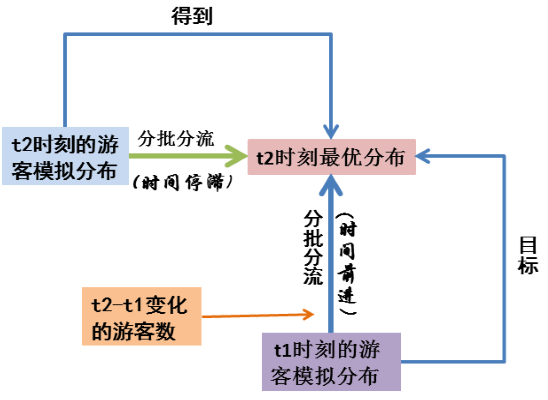 得到
t2时刻的游
客模拟分布
分批分流
(时间停滞)
t2时刻最优分布
分批分流
(时间前进)
目标
t2-t1变化
的游客数
t1时刻的游
客模拟分布